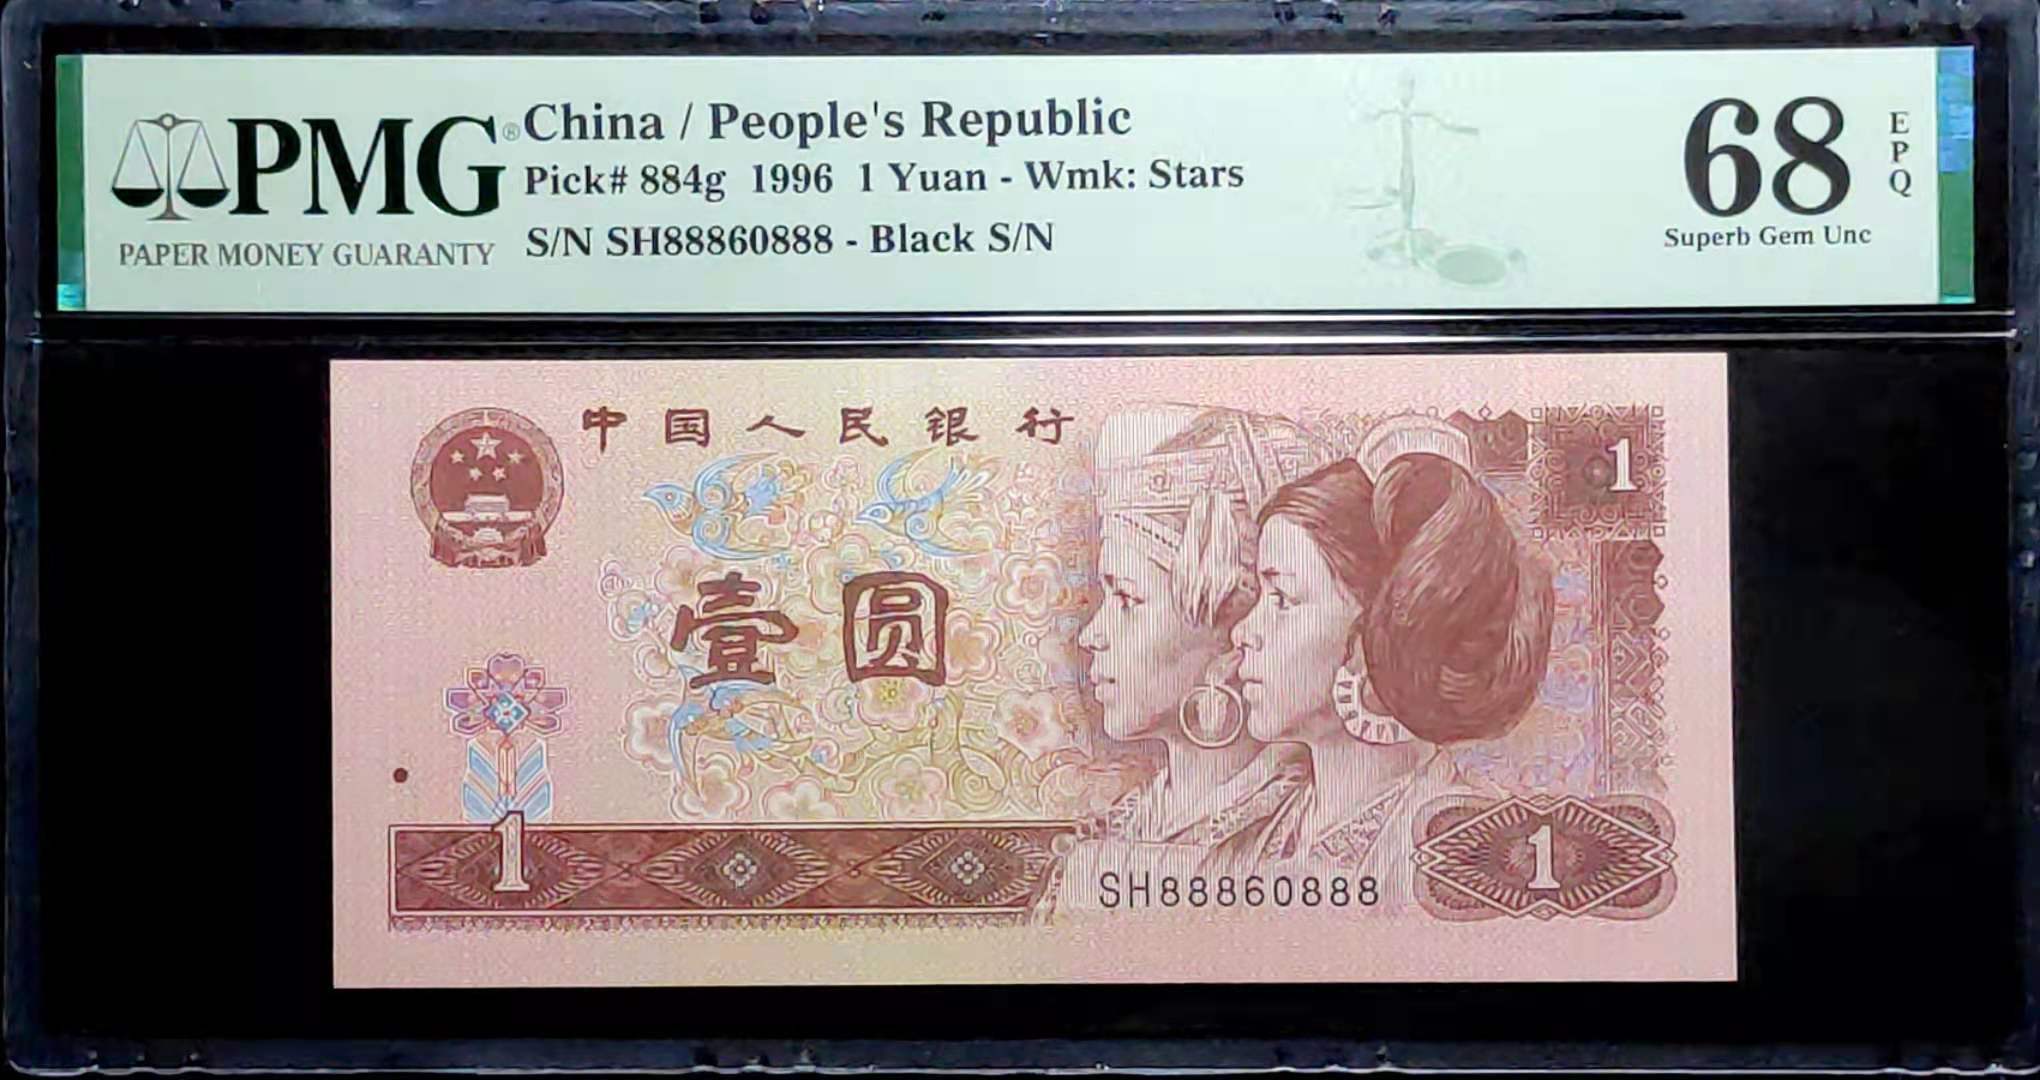 PMG®
PAPER MONEY GUARANTY
China / People's Republic
Pick# 884g 1996 1 Yuan - Wmk: Stars
S/N SH88860888 - Black S/N
68
EPQ
Superb Gem Unc
中国人民银行
1
壹圆
1
SH88860888
1